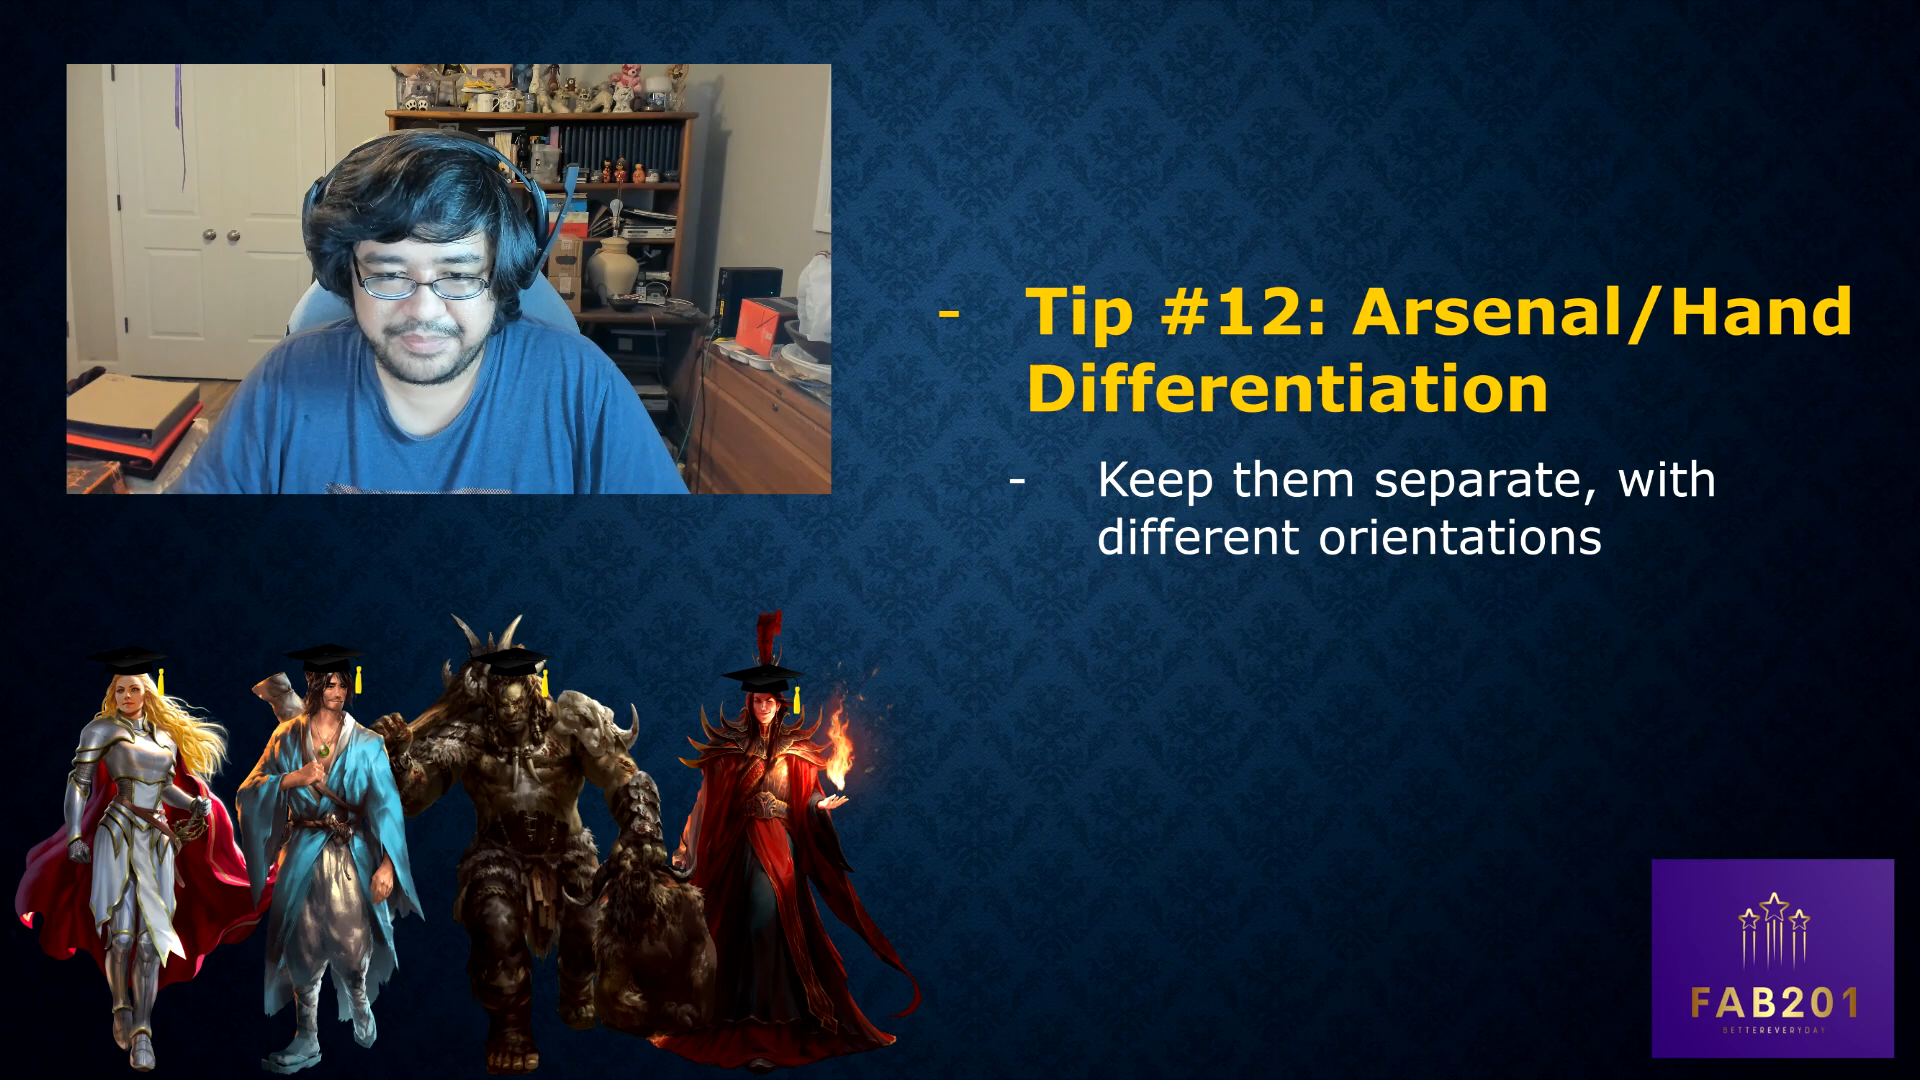 - Tip #12: Arsenal/Hand
Differentiation
- Keep them separate, with
different orientations
FAB201
BETTEREVERYDAY